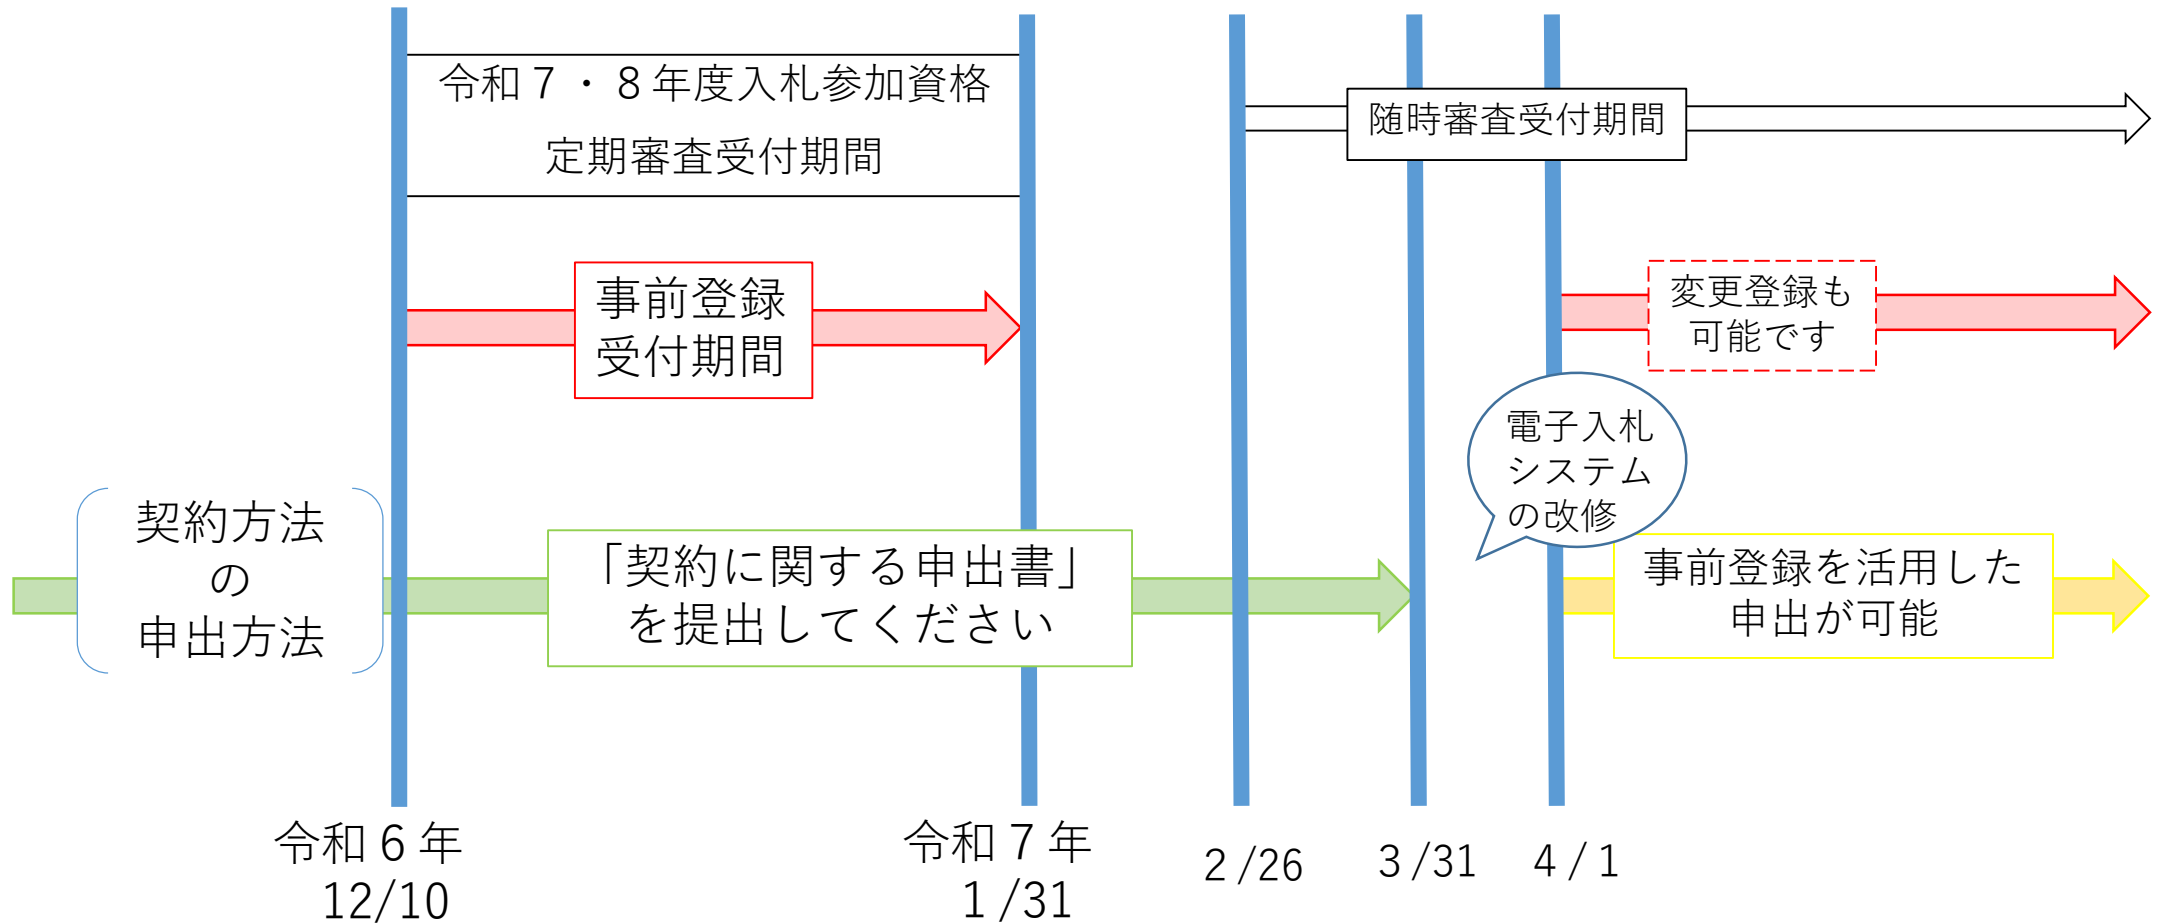 令和７・８年度入札参加資格
定期審査受付期間
随時審査受付期間
事前登録
受付期間
変更登録も
可能です
電子入札
システム
の改修
契約方法
の
申出方法
「契約に関する申出書」
を提出してください
事前登録を活用した
申出が可能
令和６年
12/10
令和７年
１/31
２/26
３/31
４/１